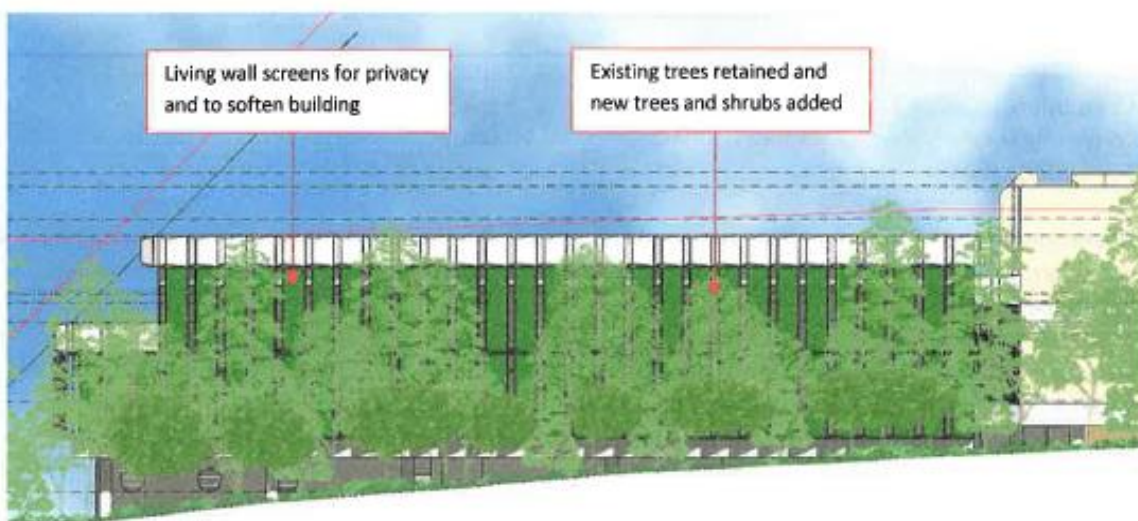 Living wall screens for privacy
and to soften building
Existing trees retained and
new trees and shrubs added